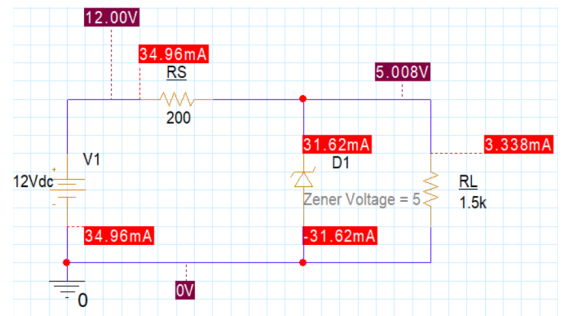 12.00V
34.96mA
RS
5.008V
200
31.62mA
3.338mA
V1
D1
12Vdc
+
-
Zener Voltage = 5
RL
1.5k
34.96mA
-31.62mA
0V
0